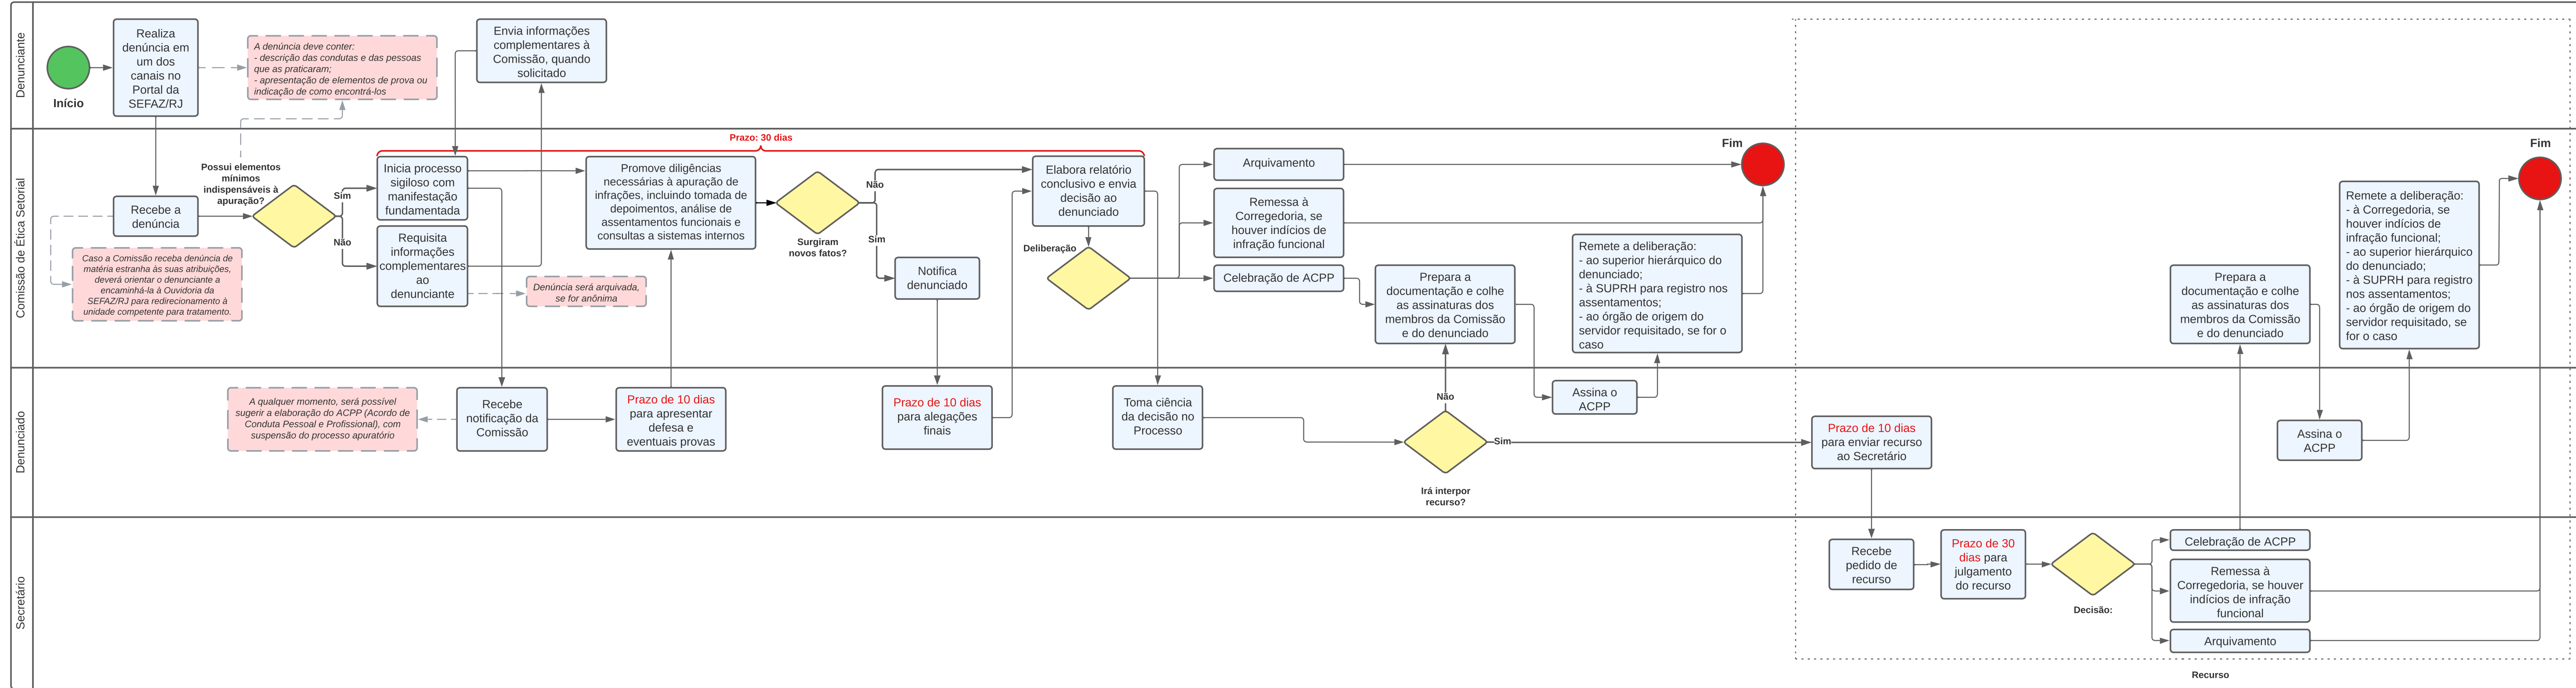 Denunciante
Início
Realiza
denúncia em
um dos
canais no
Portal da
SEFAZ/RJ
A denúncia deve conter:
- descrição das condutas e das pessoas
que as praticaram;
- apresentação de elementos de prova ou
indicação de como encontrá-los
Envia informações
complementares à
Comissão, quando
solicitado
Comissão de Ética Setorial
Recebe a
denúncia
Caso a Comissão receba denúncia de
matéria estranha às suas atribuições,
deverá orientar o denunciante a
encaminhá-la à Ouvidoria da
SEFAZ/RJ para redirecionamento à
unidade competente para tratamento.
Possui elementos
mínimos
indispensáveis à
apuração?
Sim
Não
Prazo: 30 dias
Inicia processo
sigiloso com
manifestação
fundamentada
Requisita
informações
complementares
ao
denunciante
Denúncia será arquivada,
se for anônima
Promove diligências
necessárias à apuração de
infrações, incluindo tomada de
depoimentos, análise de
assentamentos funcionais e
consultas a sistemas internos
Surgiram
novos fatos?
Não
Sim
Notifica
denunciado
Elabora relatório
conclusivo e envia
decisão ao
denunciado
Deliberação
Arquivamento
Remessa à
Corregedoria, se
houver indícios de
infração funcional
Celebração de ACPP
Prepara a
documentação e colhe
as assinaturas dos
membros da Comissão
e do denunciado
Remete a deliberação:
- ao superior hierárquico do
denunciado;
- à SUPRH para registro nos
assentamentos;
- ao órgão de origem do
servidor requisitado, se for o
caso
Fim
Prepara a
documentação e colhe
as assinaturas dos
membros da Comissão
e do denunciado
Remete a deliberação:
- à Corregedoria, se
houver indícios de
infração funcional;
- ao superior hierárquico
do denunciado;
- à SUPRH para registro
nos assentamentos;
- ao órgão de origem do
servidor requisitado, se
for o caso
Fim
Denunciado
A qualquer momento, será possível
sugerir a elaboração do ACPP (Acordo de
Conduta Pessoal e Profissional), com
suspensão do processo apuratório
Recebe
notificação da
Comissão
Prazo de 10 dias
para apresentar
defesa e
eventuais provas
Prazo de 10 dias
para alegações
finais
Toma ciência
da decisão no
Processo
Não
Sim
Irá interpor
recurso?
Assina o
ACPP
Prazo de 10 dias
para enviar recurso
ao Secretário
Assina o
ACPP
Secretário
Recebe
pedido de
recurso
Prazo de 30
dias para
julgamento
do recurso
Decisão:
Celebração de ACPP
Remessa à
Corregedoria, se houver
indícios de infração
funcional
Arquivamento
Recurso